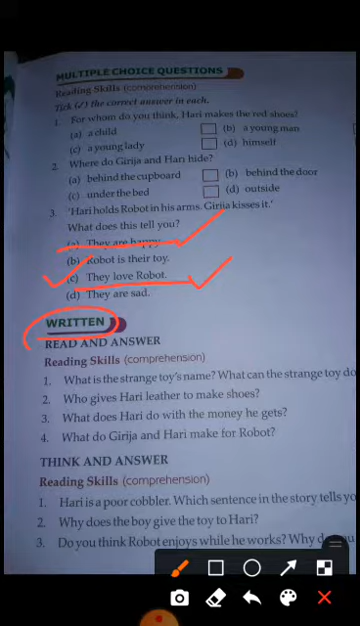 MULTIPLE CHOICE QUESTIONS
Reading Skills (comprehension)
Tick (✓) the correct answer in each.
1. For whom do you think, Hari makes the red shoes?
(a) a child (b) a young man
(c) a young lady (d) himself
2. Where do Girija and Hari hide?
(a) behind the cupboard (b) behind the door
(c) under the bed (d) outside
3. 'Hari holds Robot in his arms. Girija kisses it.'
What does this tell you?
(a) They are happy.
(b) Robot is their toy.
(c) They love Robot.
(d) They are sad.
WRITTEN
READ AND ANSWER
Reading Skills (comprehension)
1. What is the strange toy's name? What can the strange toy do
2. Who gives Hari leather to make shoes?
3. What does Hari do with the money he gets?
4. What do Girija and Hari make for Robot?
THINK AND ANSWER
Reading Skills (comprehension)
1. Hari is a poor cobbler. Which sentence in the story tells yo
2. Why does the boy give the toy to Hari?
3. Do you think Robot enjoys while he works? Why d